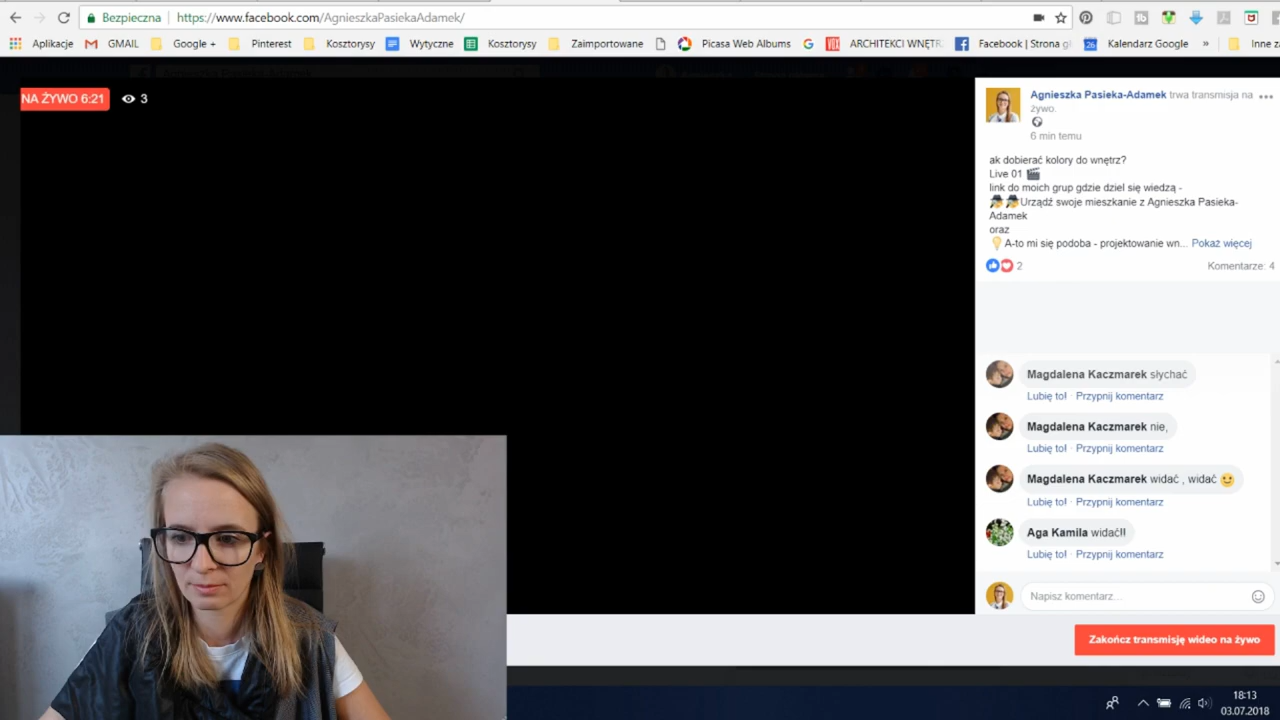 Bezpieczna
https://www.facebook.com/AgnieszkaPasiekaAdamek/
Aplikacje GMAIL Google + Pinterest Kosztorysy Wytyczne Kosztorysy Zaimportowane Picasa Web Albums ARCHITEKCI WNĘTR Facebook | Strona gł 26 Kalendarz Google » Inne za
NA ŻYWO 6:21 3
Agnieszka Pasieka-Adamek trwa transmisja na
żywo.
6 min temu
ak dobierać kolory do wnętrz?
Live 01
link do moich grup gdzie dziel się wiedzą -
Urządź swoje mieszkanie z Agnieszka Pasieka-
Adamek
oraz
A-to mi się podoba - projektowanie wn... Pokaż więcej
2 Komentarze: 4
Magdalena Kaczmarek słychać
Lubię to! · Przypnij komentarz
Magdalena Kaczmarek nie,
Lubię to! · Przypnij komentarz
Magdalena Kaczmarek widać , widać
Lubię to! · Przypnij komentarz
Aga Kamila widać!!
Lubię to! · Przypnij komentarz
Napisz komentarz...
Zakończ transmisję wideo na żywo
18:13
03.07.2018